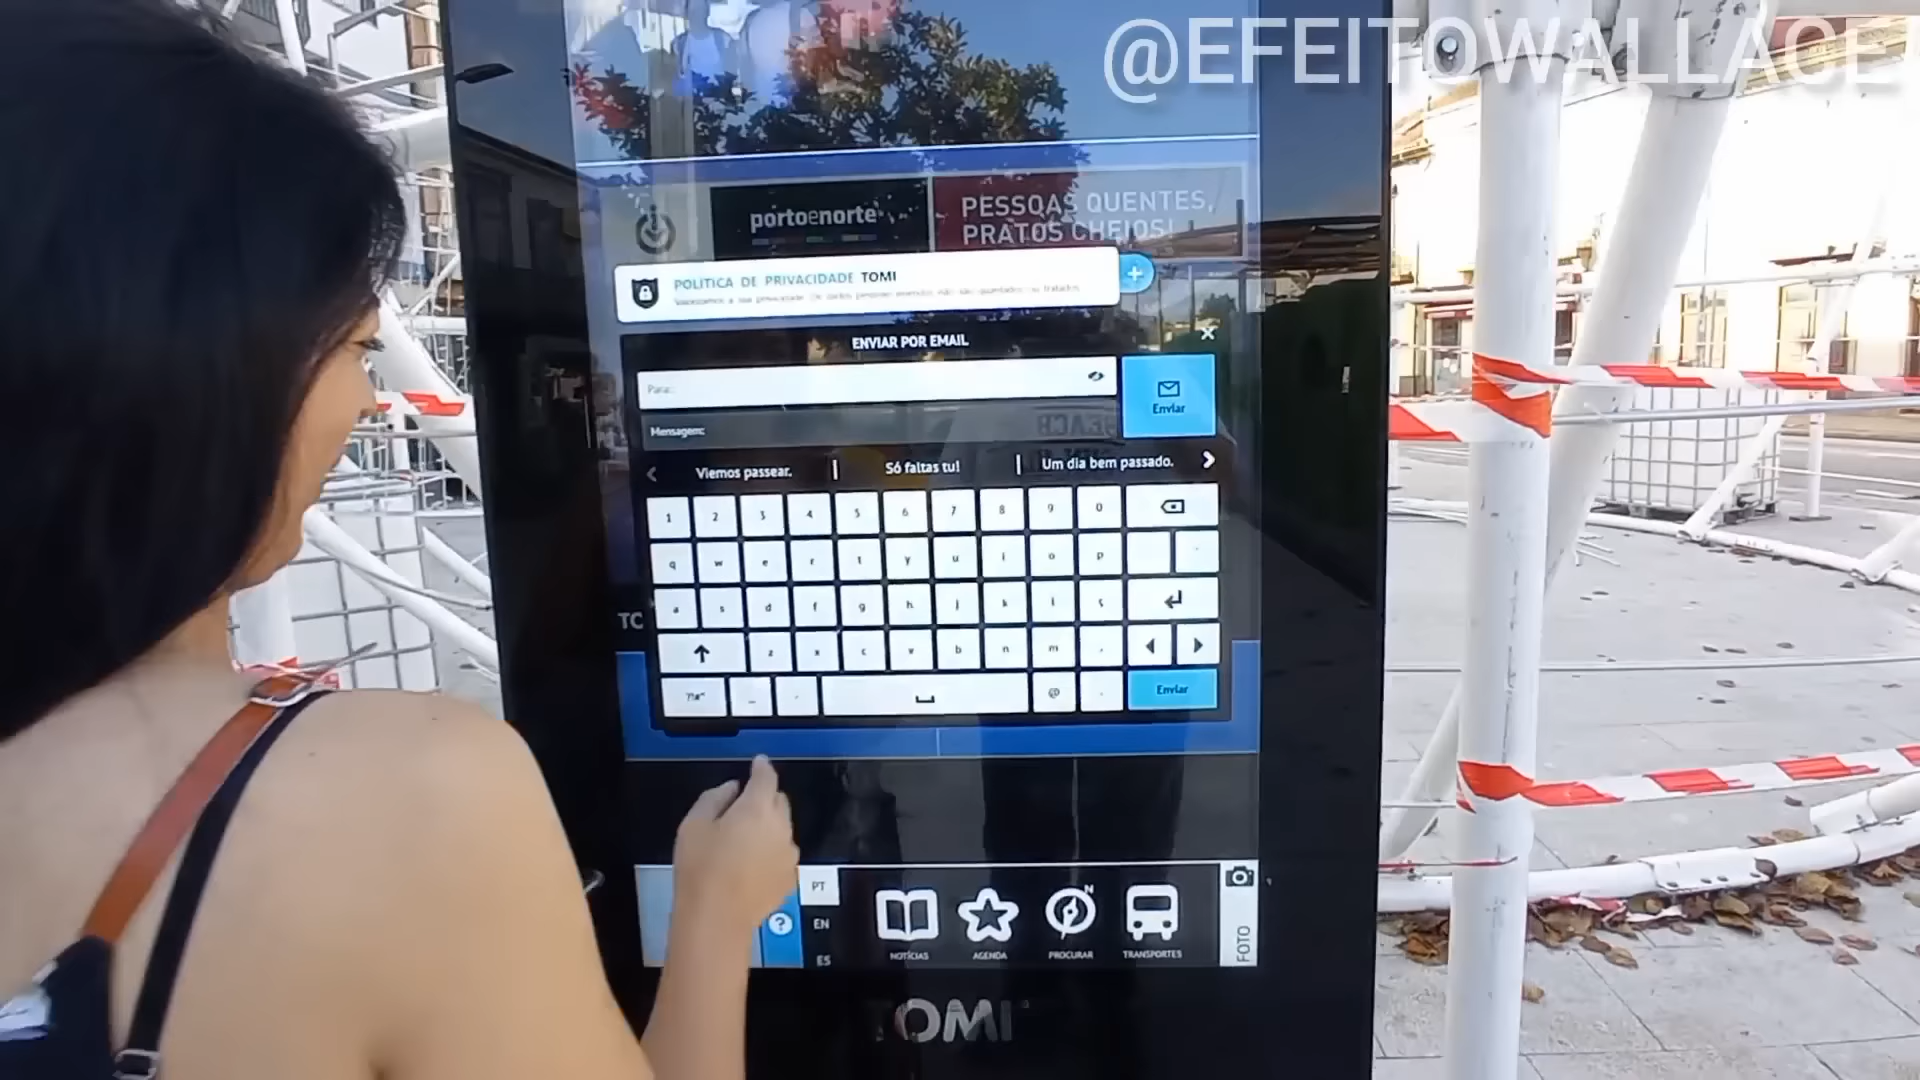 @EFEITOWALLACE
portoenorte
PESSOAS QUENTES,
PRATOS CHEIOS!
POLÍTICA DE PRIVACIDADE TOMI
ENVIAR POR EMAIL
Para:
Enviar
Mensagem:
Viemos passear. | Só faltas tu! | Um dia bem passado.
1 2 3 4 5 6 7 8 9 0
q w e r t y u i o p
a s d f g h j k l ç
TO
z x c v b n m
@ Enviar
PT
EN
ES
?
NOTÍCIAS
AGENDA
N
PROCURAR
TRANSPORTES
FOTO
TOMI